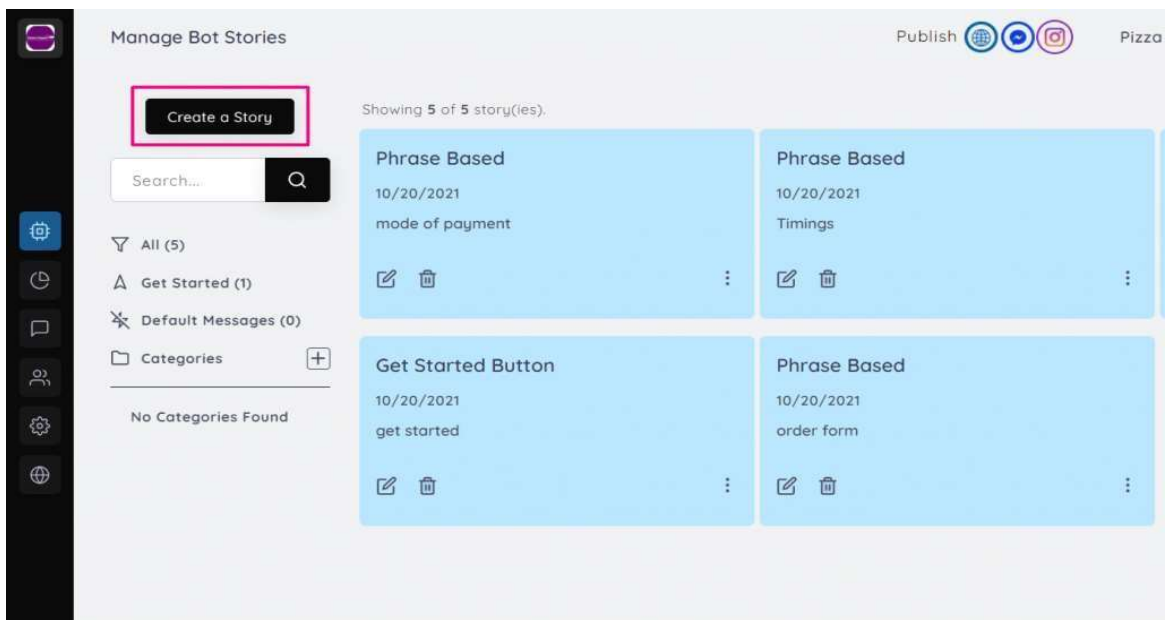 Manage Bot Stories
Publish
Pizza
Create a Story
Search...
All (5)
Get Started (1)
Default Messages (0)
Categories
No Categories Found
Showing 5 of 5 story(ies).
Phrase Based
10/20/2021
mode of payment
Phrase Based
10/20/2021
Timings
Get Started Button
10/20/2021
get started
Phrase Based
10/20/2021
order form